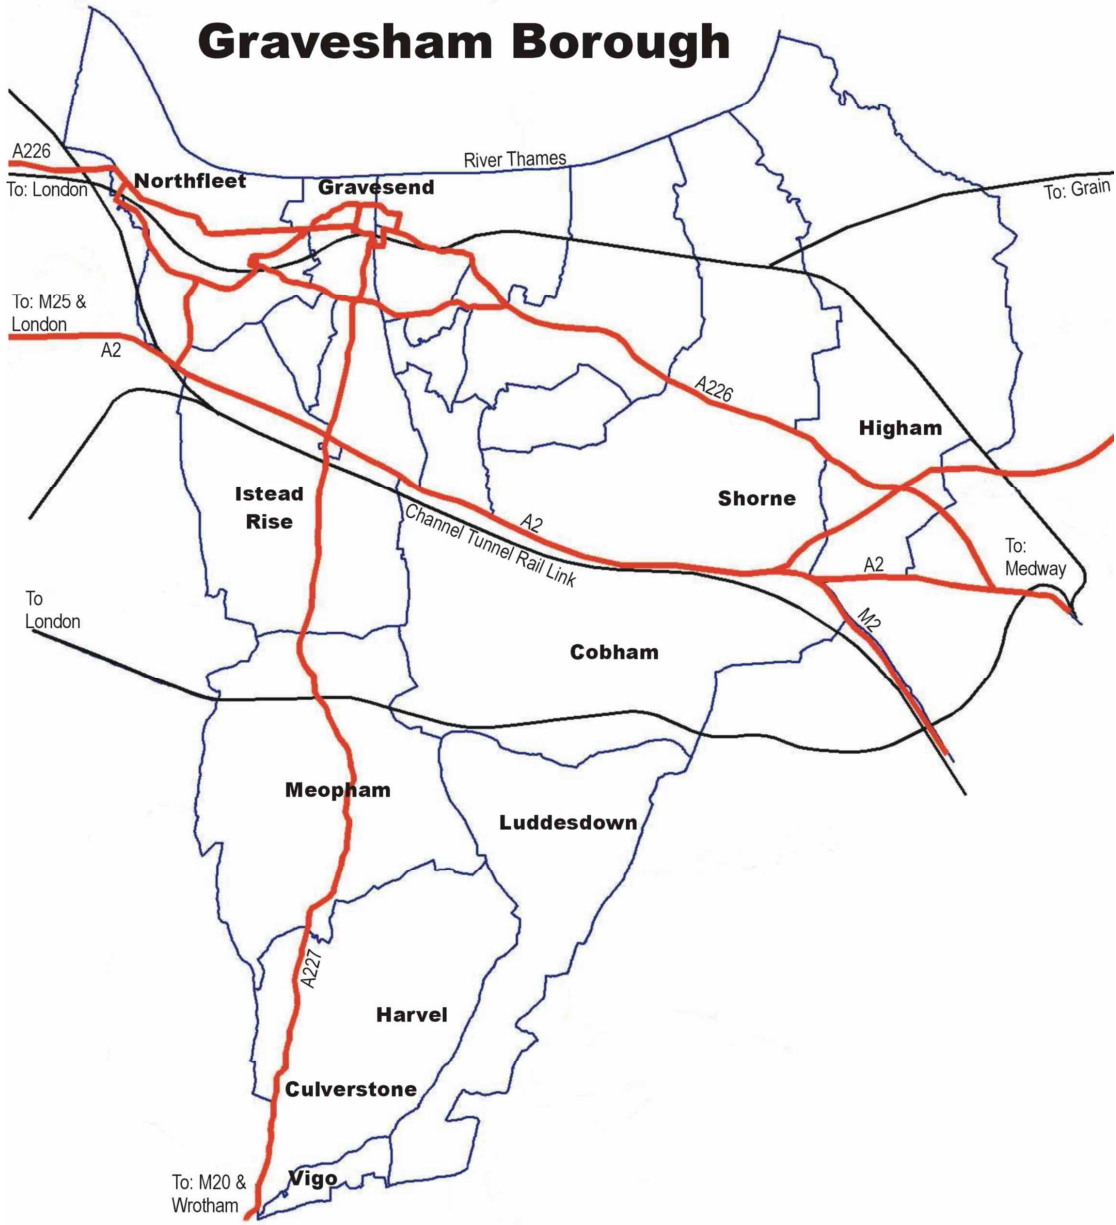 Gravesham Borough
A226
River Thames
Northfleet
Gravesend
To: London
To: Grain
To: M25 &
London
A2
A226
Higham
Istead
Rise
Shorne
Channel Tunnel Rail Link
A2
To:
Medway
A2
To
London
M2
Cobham
Meopham
Luddesdown
A227
Harvel
Culverstone
To: M20 &
Wrotham
Vigo